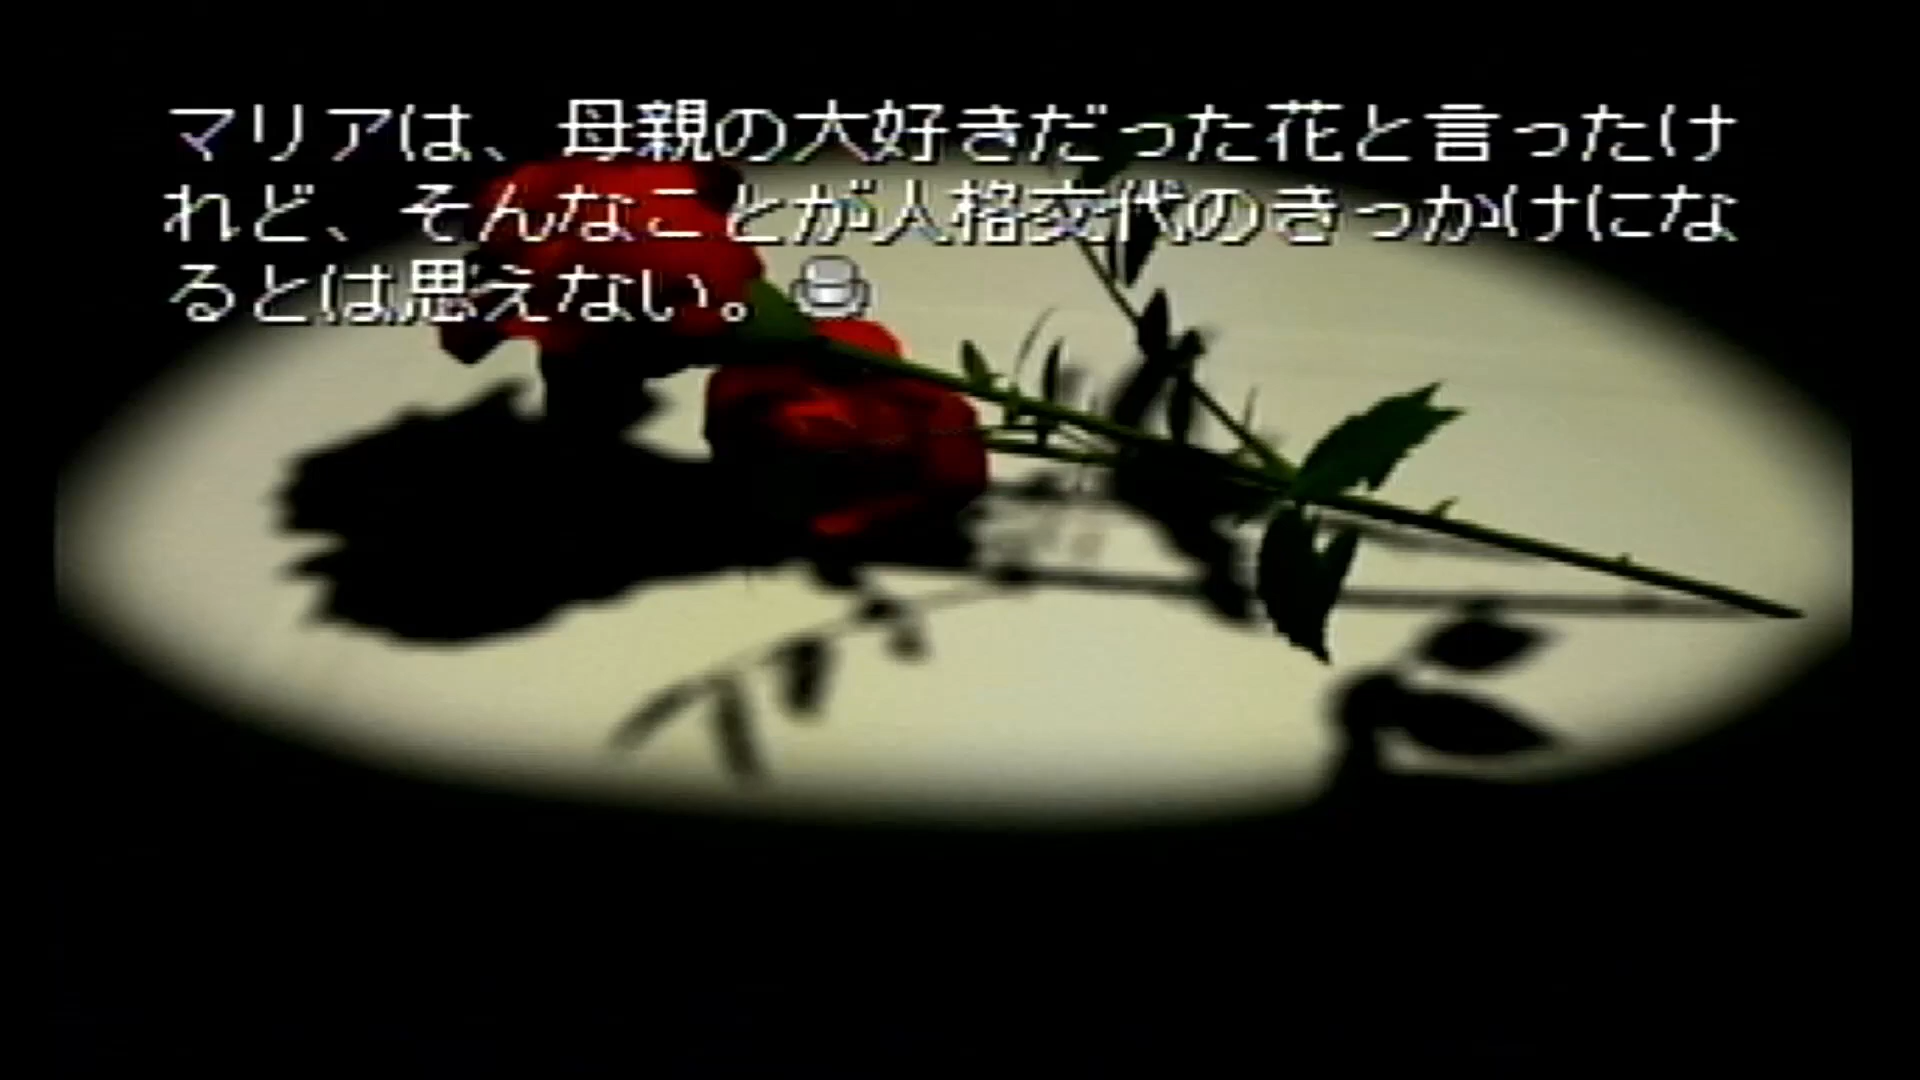 マリアは、母親の大好きだった花と言ったけ
れど、そんなことが人格交代のきっかけにな
るとは思えない。